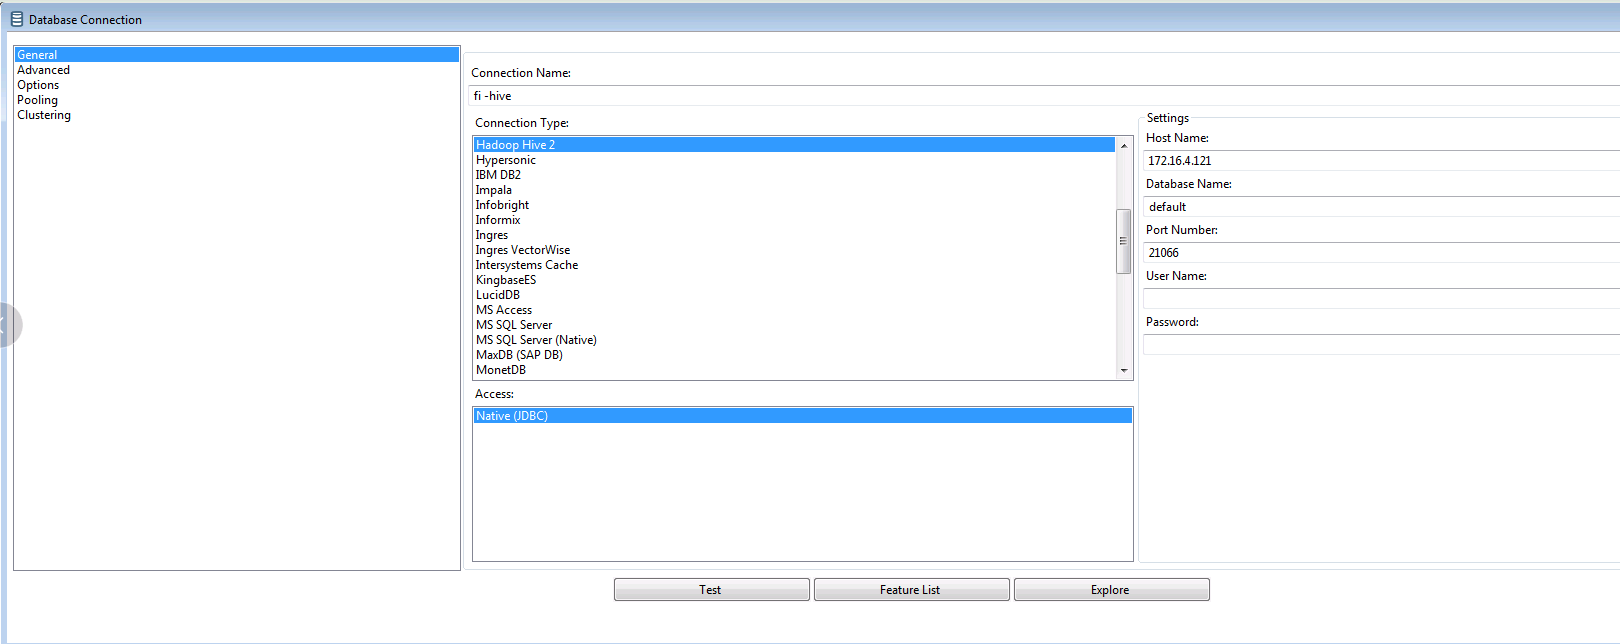 Database Connection
General
Advanced
Options
Pooling
Clustering
Connection Name:
fi -hive
Connection Type:
Hadoop Hive 2
Hypersonic
IBM DB2
Impala
Infobright
Informix
Ingres
Ingres VectorWise
Intersystems Cache
KingbaseES
LucidDB
MS Access
MS SQL Server
MS SQL Server (Native)
MaxDB (SAP DB)
MonetDB
Access:
Native (JDBC)
Settings
Host Name:
172.16.4.121
Database Name:
default
Port Number:
21066
User Name:
Password:
Test
Feature List
Explore